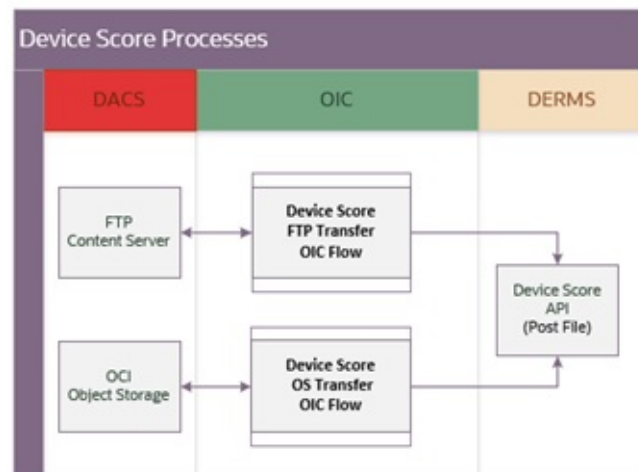 Device Score Processes
DACS
OIC
DERMS
FTP
Content Server
Device Score
FTP Transfer
OIC Flow
Device Score
API
(Post File)
OCI
Object Storage
Device Score
OS Transfer
OIC Flow